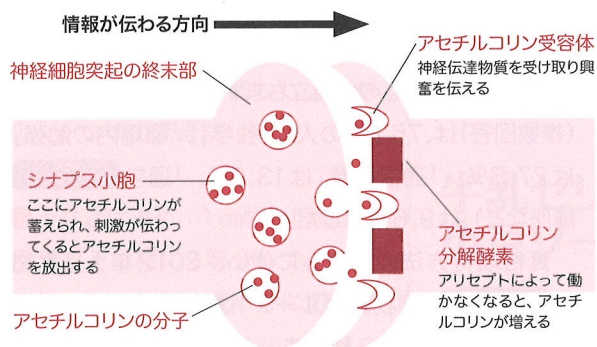 情報が伝わる方向
アセチルコリン受容体
神経伝達物質を受け取り興
奮を伝える
神経細胞突起の終末部
シナプス小胞
ここにアセチルコリンが
蓄えられ、刺激が伝わっ
てくるとアセチルコリン
を放出する
アセチルコリン
分解酵素
アリセプトによって働
かなくなると、アセチ
ルコリンが増える
アセチルコリンの分子